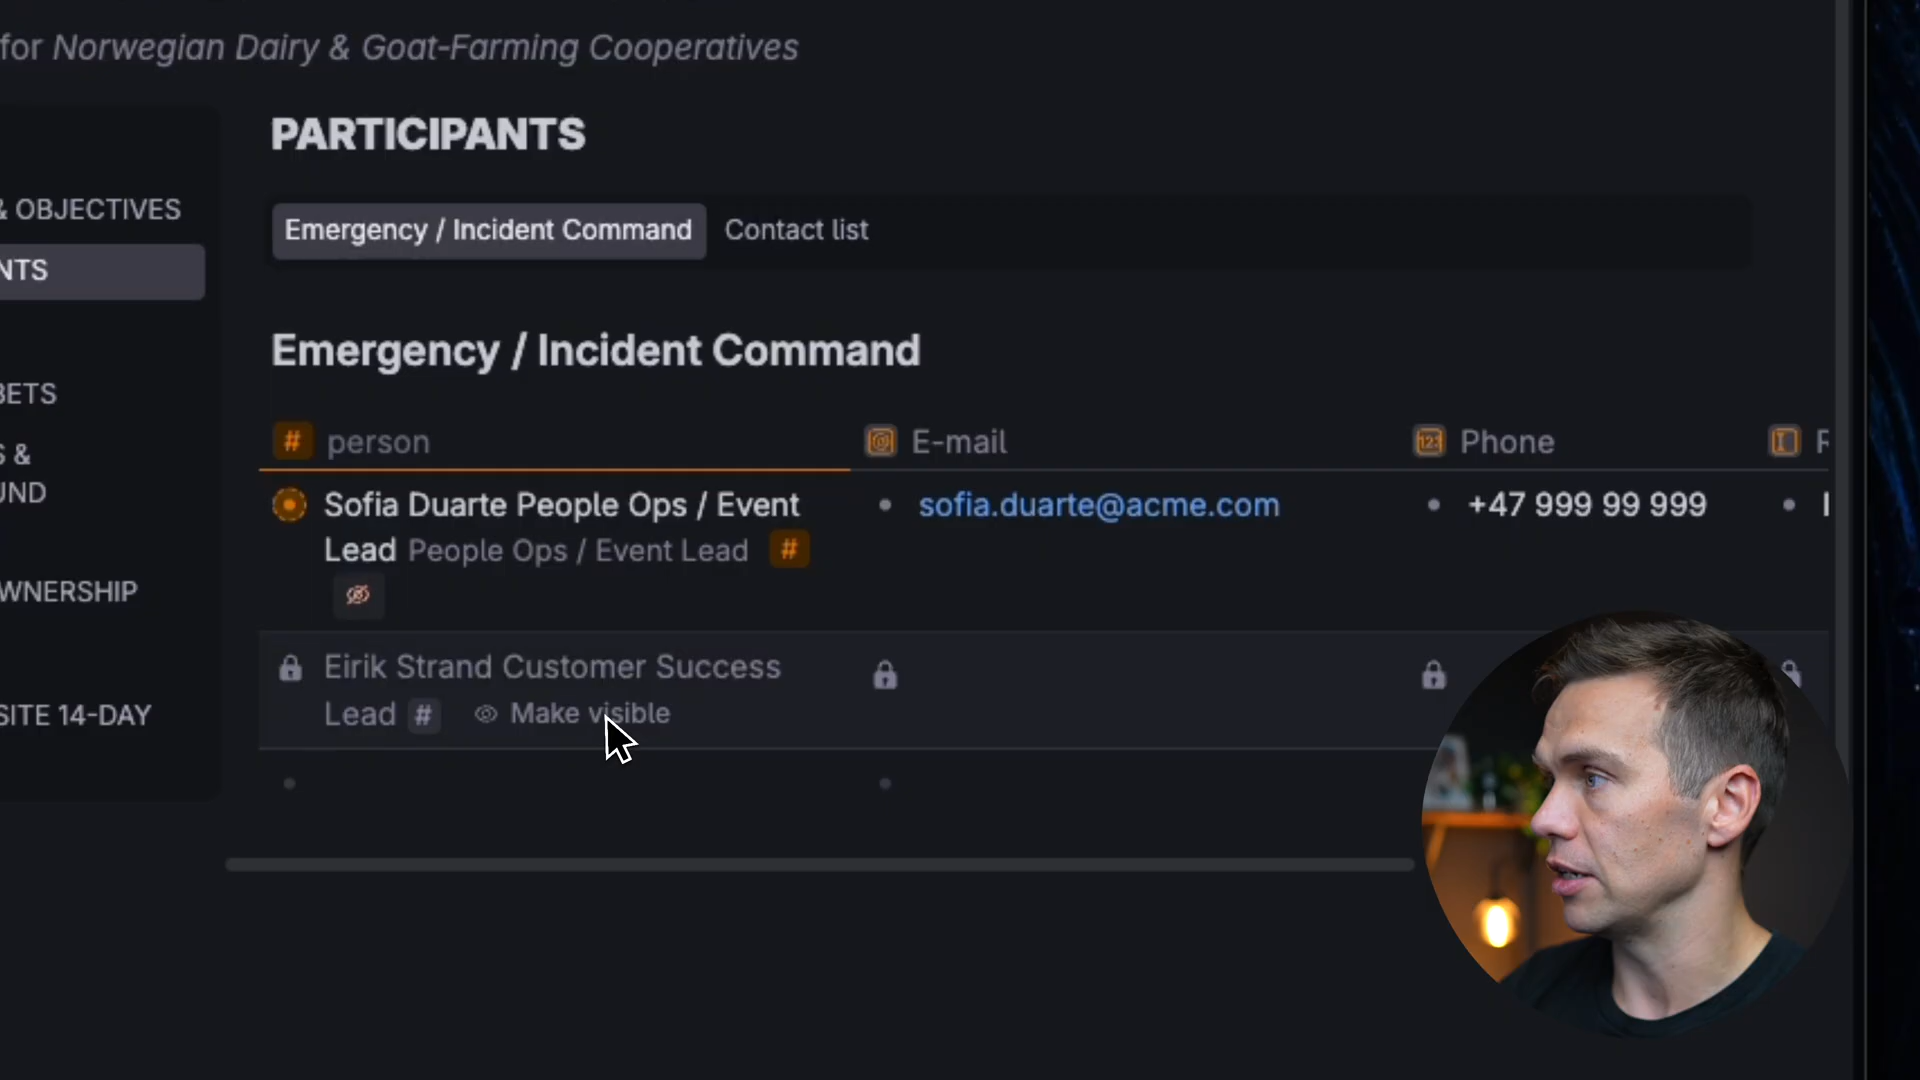 for Norwegian Dairy & Goat-Farming Cooperatives
PARTICIPANTS
& OBJECTIVES
Emergency / Incident Command
Contact list
NTS
Emergency / Incident Command
BETS
# person
E-mail
Phone
S &
UND
Sofia Duarte People Ops / Event
Lead People Ops / Event Lead #
sofia.duarte@acme.com
+47 999 99 999
WNERSHIP
Eirik Strand Customer Success
Lead # Make visible
SITE 14-DAY